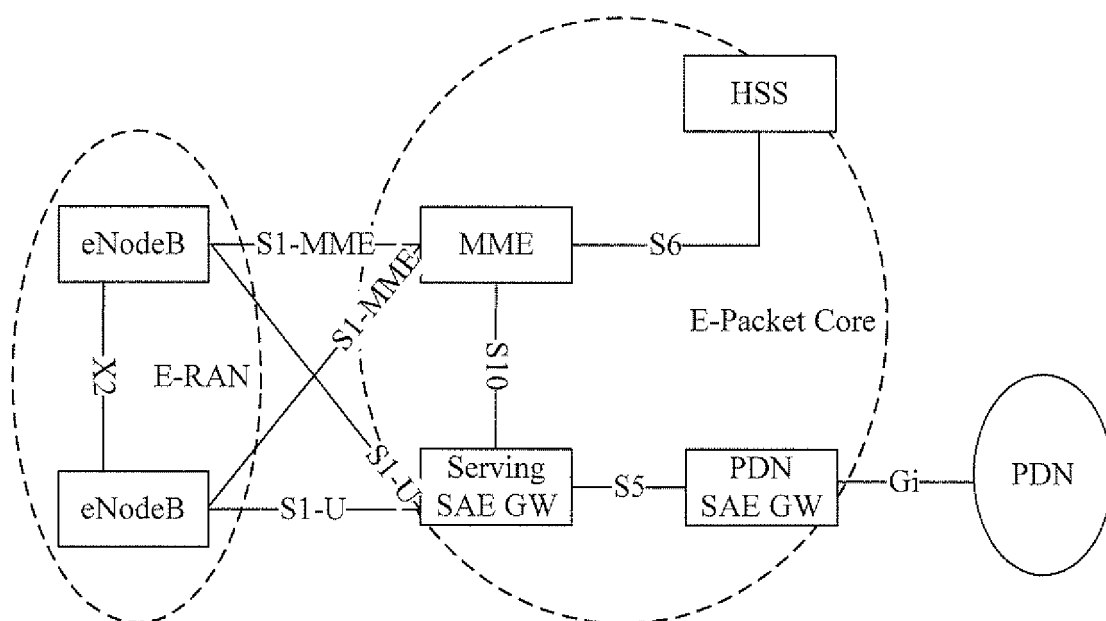 HSS
eNodeB
S1-MME
MME
S6
S1-MME
E-Packet Core
X2
E-RAN
S10
S1-U
eNodeB
S1-U
Serving
SAE GW
S5
PDN
SAE GW
Gi
PDN